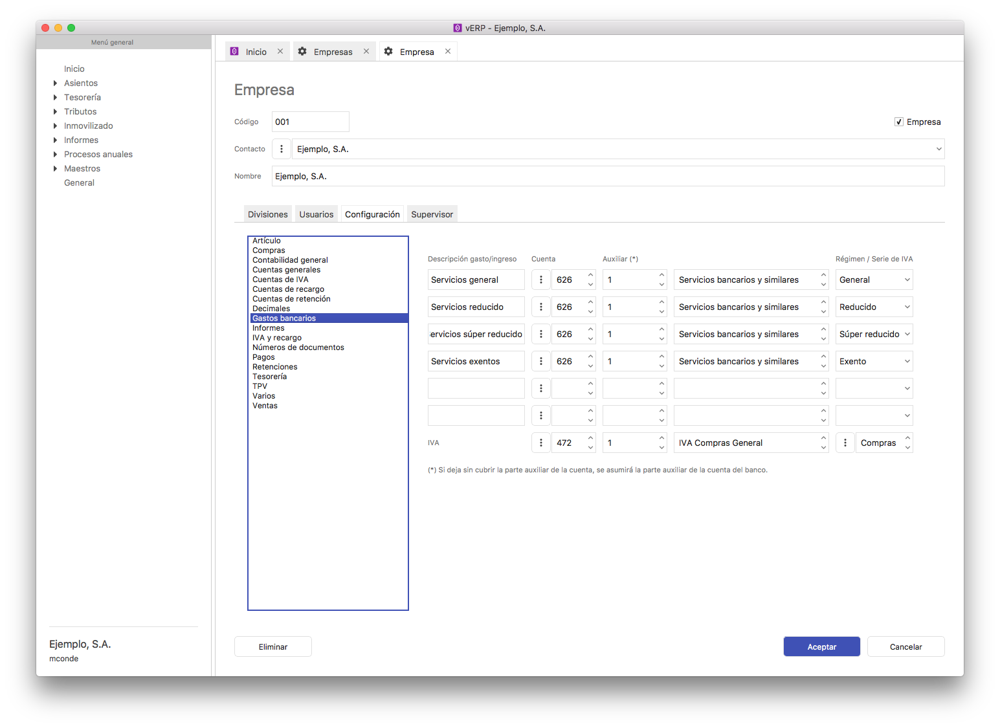 vERP - Ejemplo, S.A.
Menú general
Inicio
Asientos
Tesorería
Tributos
Inmovilizado
Informes
Procesos anuales
Maestros
General
Ejemplo, S.A.
mconde
Inicio Empresas Empresa
Empresa
Código 001 Empresa
Contacto Ejemplo, S.A.
Nombre Ejemplo, S.A.
Divisiones Usuarios Configuración Supervisor
Artículo
Compras
Contabilidad general
Cuentas generales
Cuentas de IVA
Cuentas de recargo
Cuentas de retención
Decimales
Gastos bancarios
Informes
IVA y recargo
Números de documentos
Pagos
Retenciones
Tesorería
TPV
Varios
Ventas
Descripción gasto/ingreso Cuenta Auxiliar (*) Régimen / Serie de IVA
Servicios general 626 1 Servicios bancarios y similares General
Servicios reducido 626 1 Servicios bancarios y similares Reducido
ervicios súper reducido 626 1 Servicios bancarios y similares Súper reducido
Servicios exentos 626 1 Servicios bancarios y similares Exento
IVA 472 1 IVA Compras General Compras
(*) Si deja sin cubrir la parte auxiliar de la cuenta, se asumirá la parte auxiliar de la cuenta del banco.
Eliminar Aceptar Cancelar